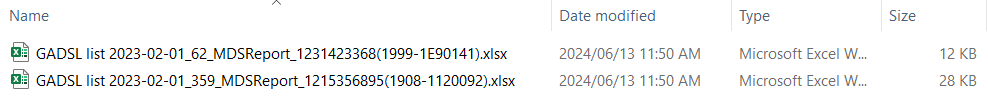 Name Date modified Type Size
GADSL list 2023-02-01_62_MDSReport_1231423368(1999-1E90141).xlsx 2024/06/13 11:50 AM Microsoft Excel W... 12 KB
GADSL list 2023-02-01_359_MDSReport_1215356895(1908-1120092).xlsx 2024/06/13 11:50 AM Microsoft Excel W... 28 KB